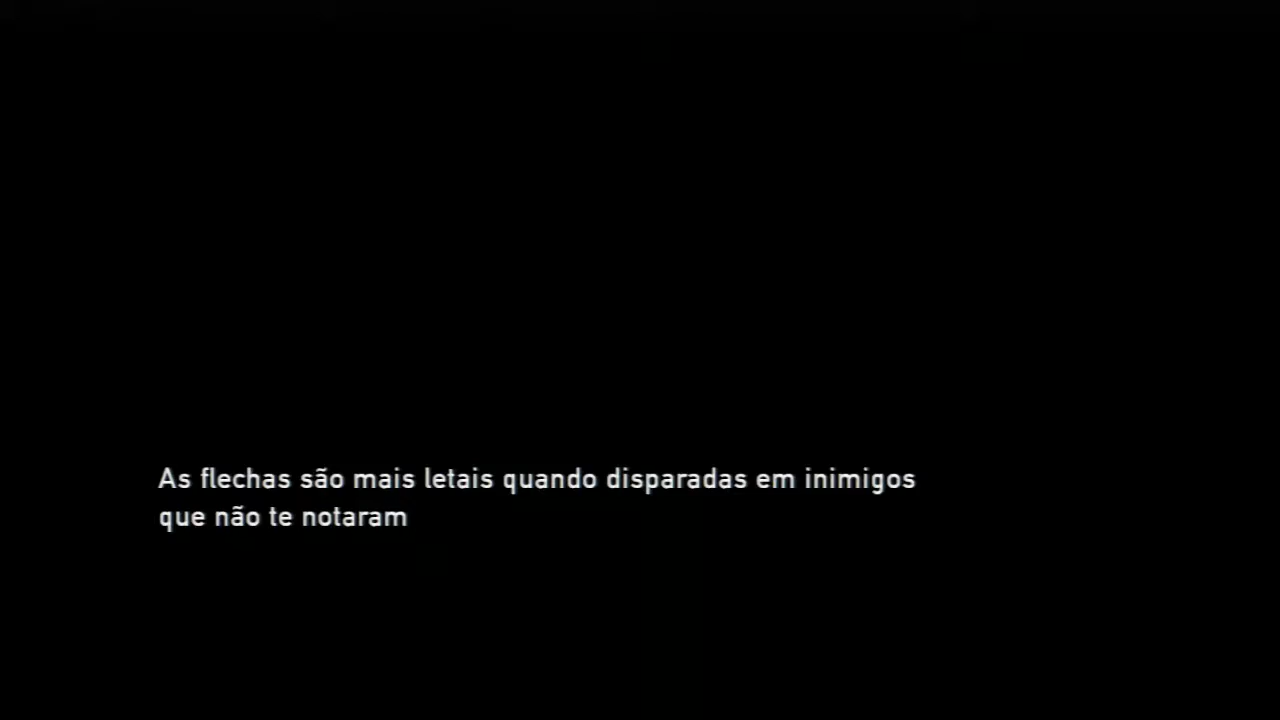 As flechas são mais letais quando disparadas em inimigos
que não te notaram